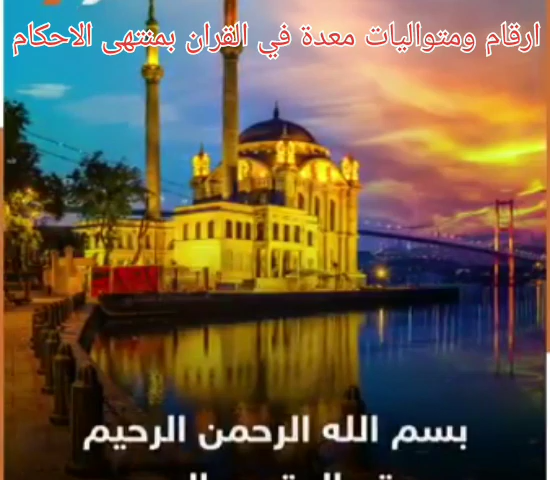 ارقام ومتواليات معدة في القران بمنتهى الاحكام
بسم الله الرحمن الرحيم